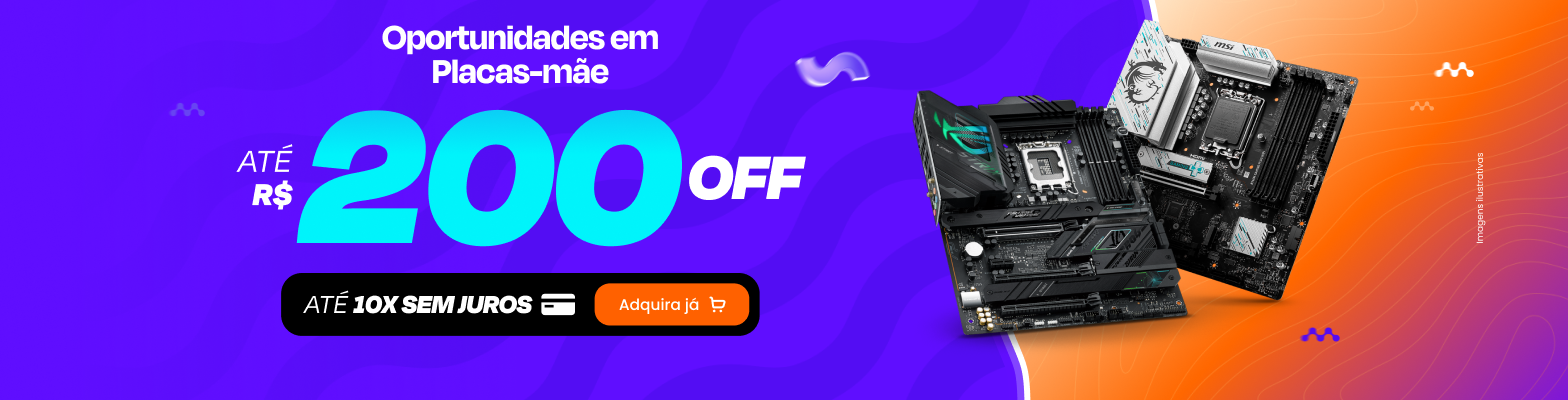 Oportunidades em
Placas-mãe
ATÉ
R$
200
OFF
ATÉ 10X SEM JUROS
Adquira já
msi
Imagens ilustrativas